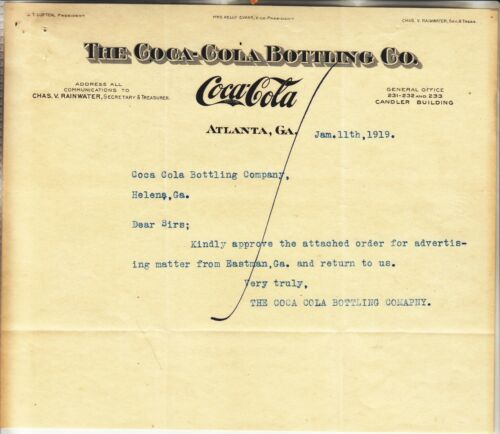 J. T. LUPTON, PRESIDENT
MRS. KELLY EVANS, VICE-PRESIDENT
CHAS. V. RAINWATER, SEC'Y & TREAS.
THE COCA-COLA BOTTLING CO.
ADDRESS ALL
COMMUNICATIONS TO
CHAS. V. RAINWATER, SECRETARY & TREASURER.
Coca-Cola
GENERAL OFFICE
231-232 AND 233
CANDLER BUILDING
ATLANTA, GA.
Jan.11th,1919.
Coca Cola Bottling Company,
Helena,Ga.
Dear Sirs;
Kindly approve the attached order for advertis-
ing matter from Eastman,Ga. and return to us.
Very truly,
THE COCA COLA BOTTLING COMAPNY.